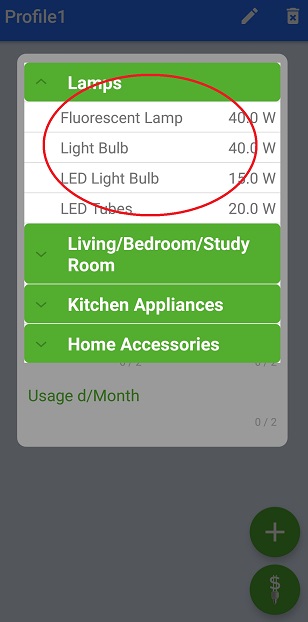 Profile1
Lamps
Fluorescent Lamp 40.0 W
Light Bulb 40.0 W
LED Light Bulb 15.0 W
LED Tubes 20.0 W
Living/Bedroom/Study
Room
Kitchen Appliances
Home Accessories
0 / 2 0 / 2
Usage d/Month
0 / 2
+
$